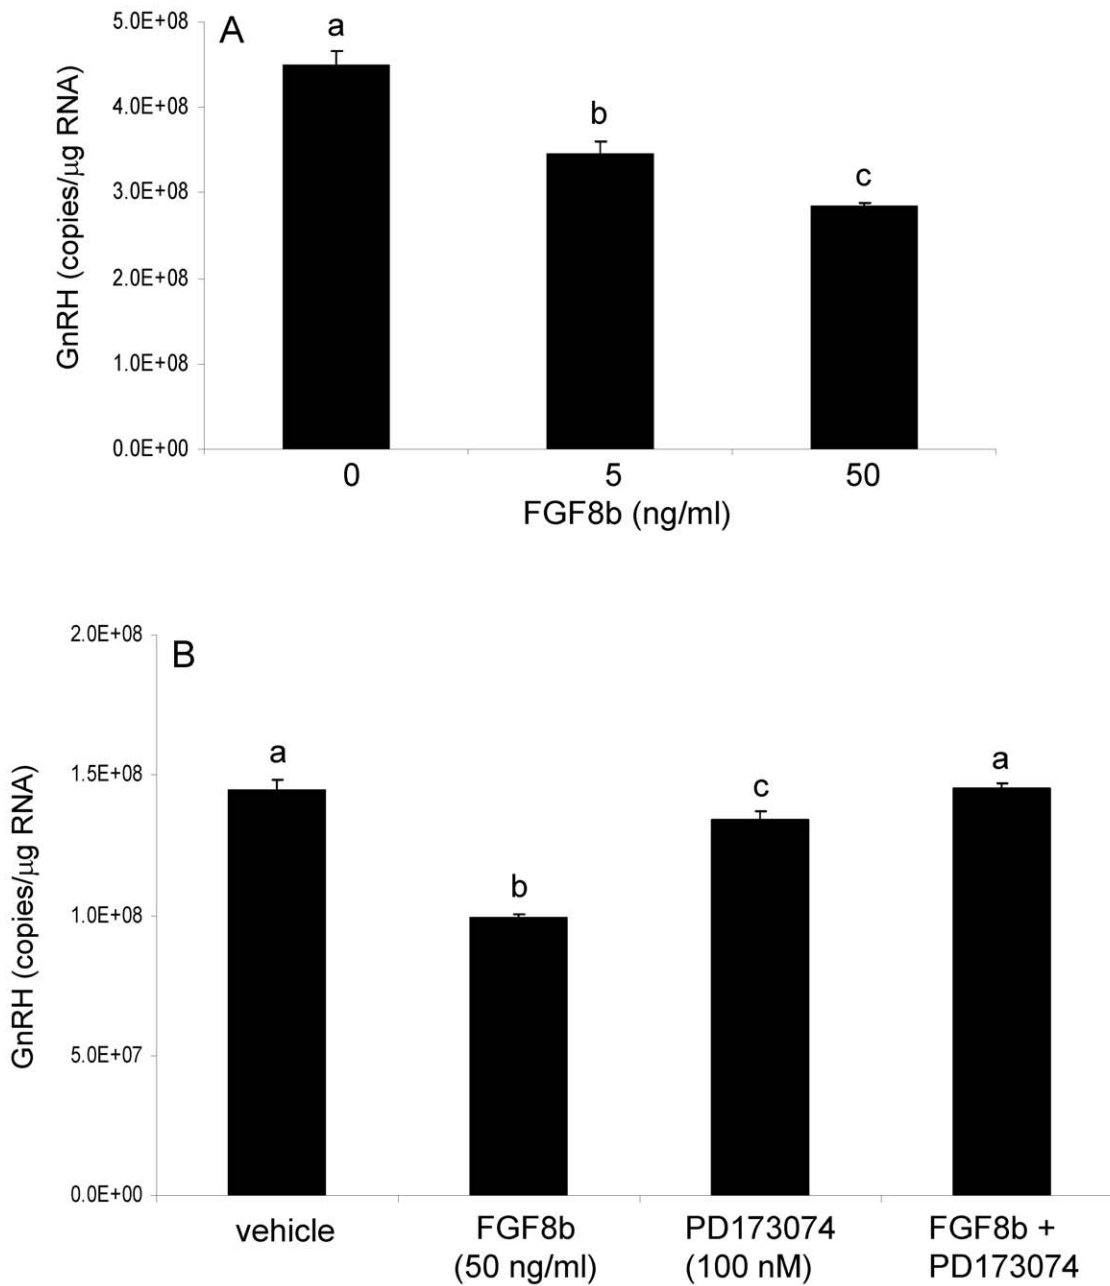 A
GnRH (copies/μg RNA)
5.0E+08
4.0E+08
3.0E+08
2.0E+08
1.0E+08
0.0E+00
a
b
c
0 5 50
FGF8b (ng/ml)
B
GnRH (copies/μg RNA)
2.0E+08
1.5E+08
1.0E+08
5.0E+07
0.0E+00
a
b
c
a
vehicle
FGF8b
(50 ng/ml)
PD173074
(100 nM)
FGF8b +
PD173074